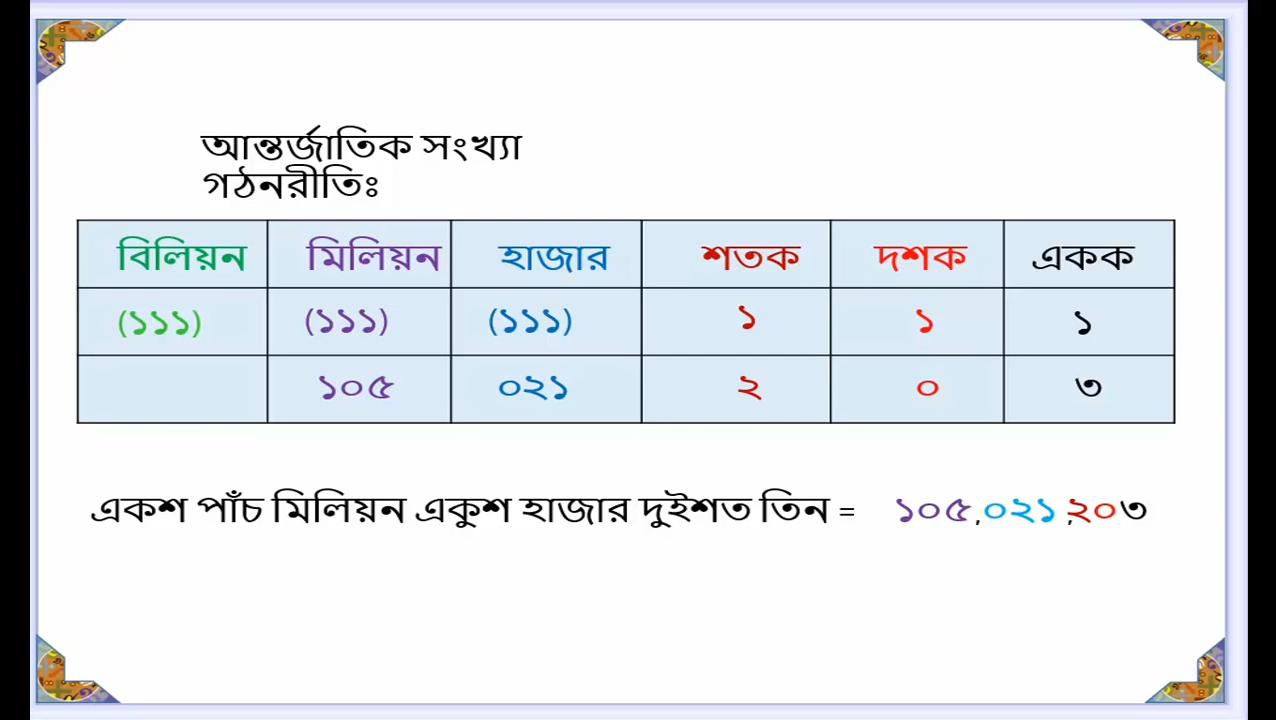 আন্তর্জাতিক সংখ্যা
গঠনরীতিঃ
বিলিয়ন মিলিয়ন হাজার শতক দশক একক
(১১১) (১১১) (১১১) ১ ১ ১
১০৫ ০২১ ২ ০ ৩
একশ পাঁচ মিলিয়ন একুশ হাজার দুইশত তিন = ১০৫,০২১,২০৩